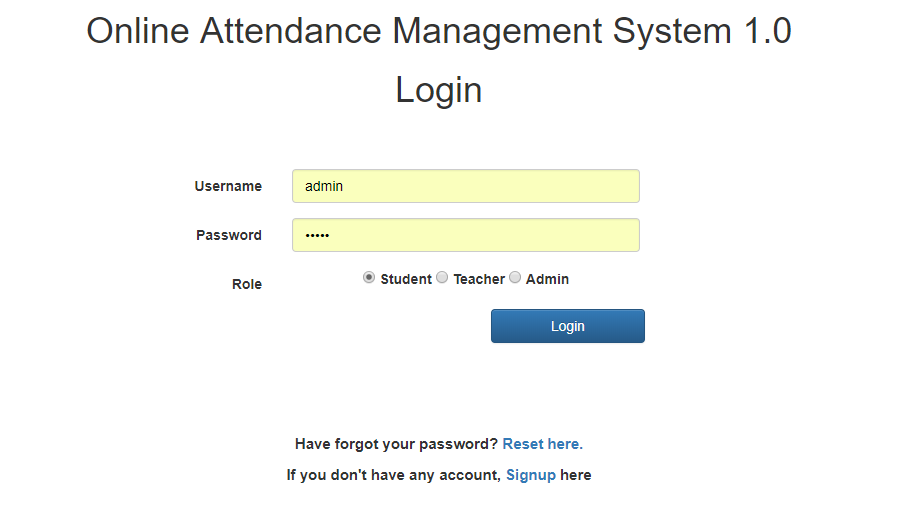 Online Attendance Management System 1.0
Login
Username admin
Password •••••
Role Student Teacher Admin
Login
Have forgot your password? Reset here.
If you don't have any account, Signup here